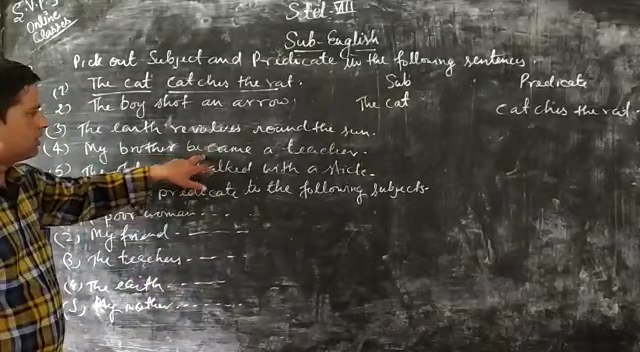 S.V.P.S
Online
Classes
Std. VIII
Sub-English
Pick out Subject and Predicate in the following sentences.
(1) The cat catches the rat. Sub Predicate
2) The boy shot an arrow. The cat catches the rat.
(3) The earth revolves round the sun.
(4) My brother became a teacher.
The walked with a stick.
predicate to the following subjects.
poor woman - - -
(2) My friend
(3) The teachers
(4) The earth
(5) My mother